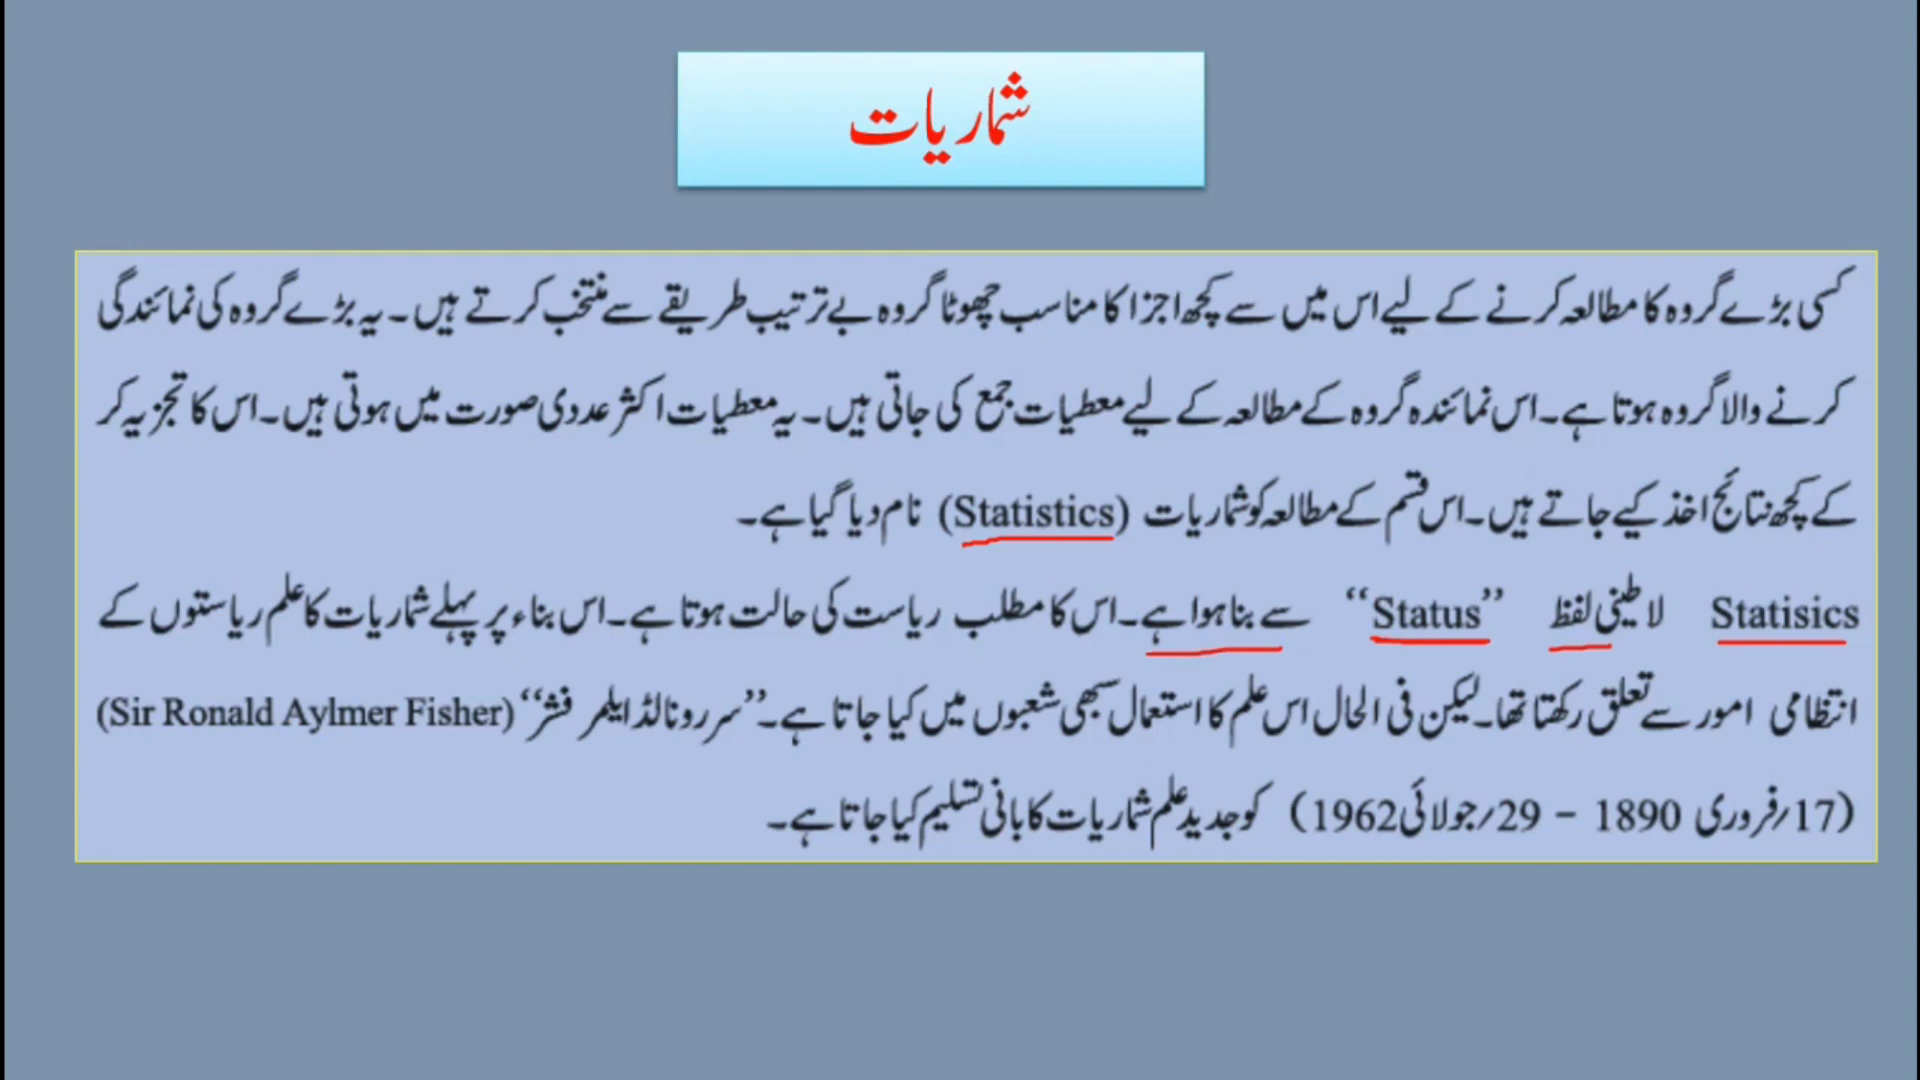 شماریات
کسی بڑے گروہ کا مطالعہ کرنے کے لیے اس میں سے کچھ اجزا کا مناسب چھوٹا گروہ بے ترتیب طریقے سے منتخب کرتے ہیں۔ یہ بڑے گروہ کی نمائندگی
کرنے والا گروہ ہوتا ہے۔ اس نمائندہ گروہ کے مطالعہ کے لیے معطیات جمع کی جاتی ہیں۔ یہ معطیات اکثر عددی صورت میں ہوتی ہیں۔ اس کا تجزیہ کر
کے کچھ نتائج اخذ کیے جاتے ہیں۔ اس قسم کے مطالعہ کو شماریات (Statistics) نام دیا گیا ہے۔
Statisics لاطینی لفظ ”Status“ سے بنا ہوا ہے۔ اس کا مطلب ریاست کی حالت ہوتا ہے۔ اس بناء پر پہلے شماریات کا علم ریاستوں کے
انتظامی امور سے تعلق رکھتا تھا۔ لیکن فی الحال اس علم کا استعمال سبھی شعبوں میں کیا جاتا ہے۔ ”سر رونالڈ ایلمر فشر“ (Sir Ronald Aylmer Fisher)
(17/فروری 1890 - 29/جولائی 1962) کو جدید علم شماریات کا بانی تسلیم کیا جاتا ہے۔